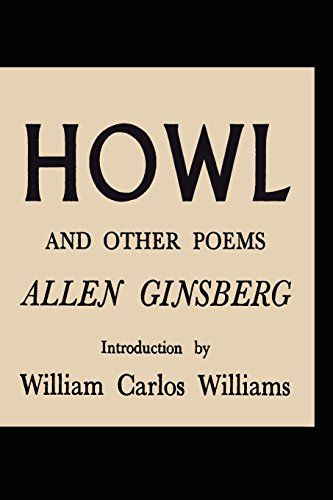 HOWL
AND OTHER POEMS
ALLEN GINSBERG
Introduction by
William Carlos Williams